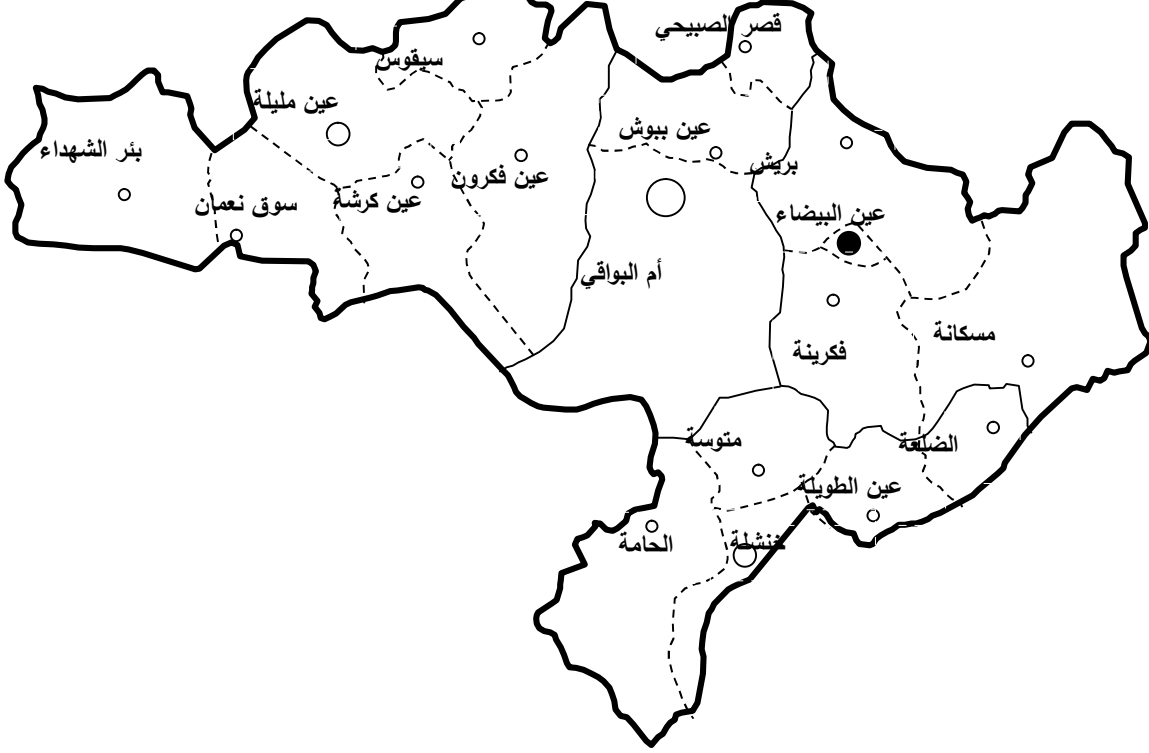 قصر الصبيحي
سيقوس
عين مليلة
عين ببوش
بئر الشهداء
بريش
عين فكرون
عين كرشة
سوق نعمان
عين البيضاء
أم البواقي
مسكانة
فكرينة
متوسة
الضلعة
عين الطويلة
خنشلة
الحامة